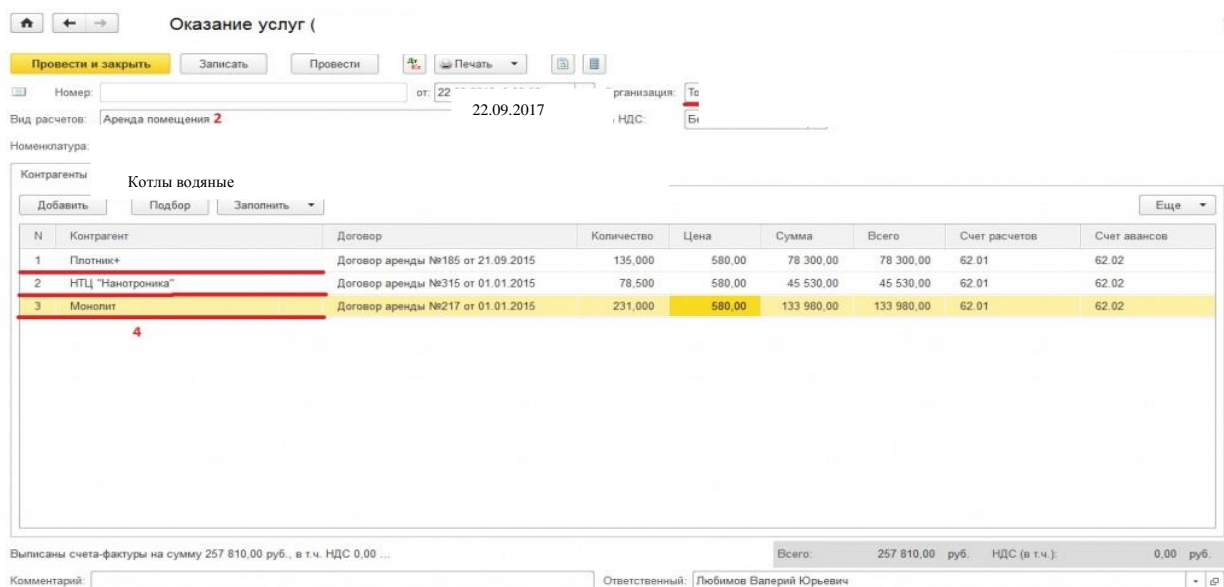 Оказание услуг (
Провести и закрыть Записать Провести Дт Кт Печать
Номер: от: 22 22.09.2017 рганизация: То
Вид расчетов: Аренда помещения 2 НДС: Бе
Номенклатура:
Контрагенты Котлы водяные
Добавить Подбор Заполнить Еще
N Контрагент Договор Количество Цена Сумма Всего Счет расчетов Счет авансов
1 Плотник+ Договор аренды №185 от 21.09.2015 135,000 580,00 78 300,00 78 300,00 62.01 62.02
2 НТЦ "Нанотроника" Договор аренды №315 от 01.01.2015 78,500 580,00 45 530,00 45 530,00 62.01 62.02
3 Монолит Договор аренды №217 от 01.01.2015 231,000 580,00 133 980,00 133 980,00 62.01 62.02
4
Выписаны счета-фактуры на сумму 257 810,00 руб., в т.ч. НДС 0,00 ... Всего: 257 810,00 руб. НДС (в т.ч.): 0,00 руб.
Комментарий: Ответственный: Любимов Валерий Юрьевич